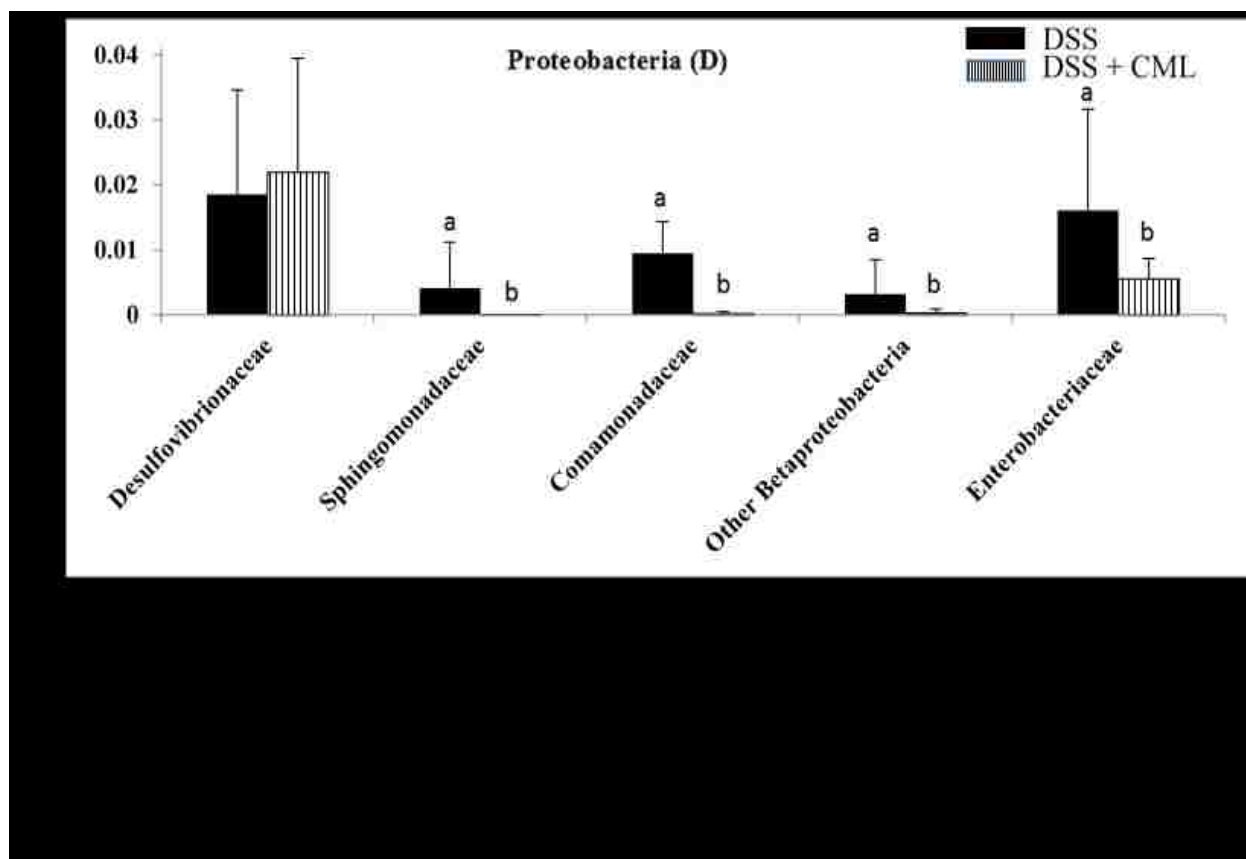 Proteobacteria (D)
DSS
DSS + CML
0.04
0.03
0.02
0.01
0
a
b
a
b
a
b
a
b
Desulfovibrionaceae
Sphingomonadaceae
Comamonadaceae
Other Betaproteobacteria
Enterobacteriaceae